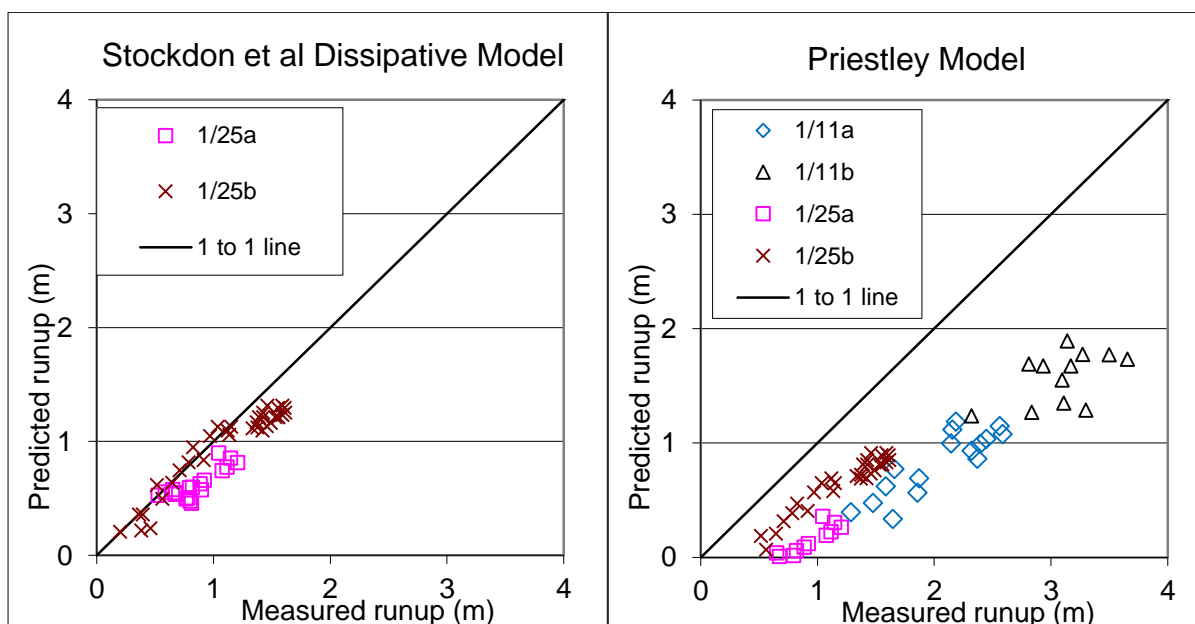 Stockdon et al Dissipative Model
4
3
2
1
0
0 1 2 3 4
Predicted runup (m)
Measured runup (m)
1/25a
1/25b
1 to 1 line
Priestley Model
4
3
2
1
0
0 1 2 3 4
Predicted runup (m)
Measured runup (m)
1/11a
1/11b
1/25a
1/25b
1 to 1 line